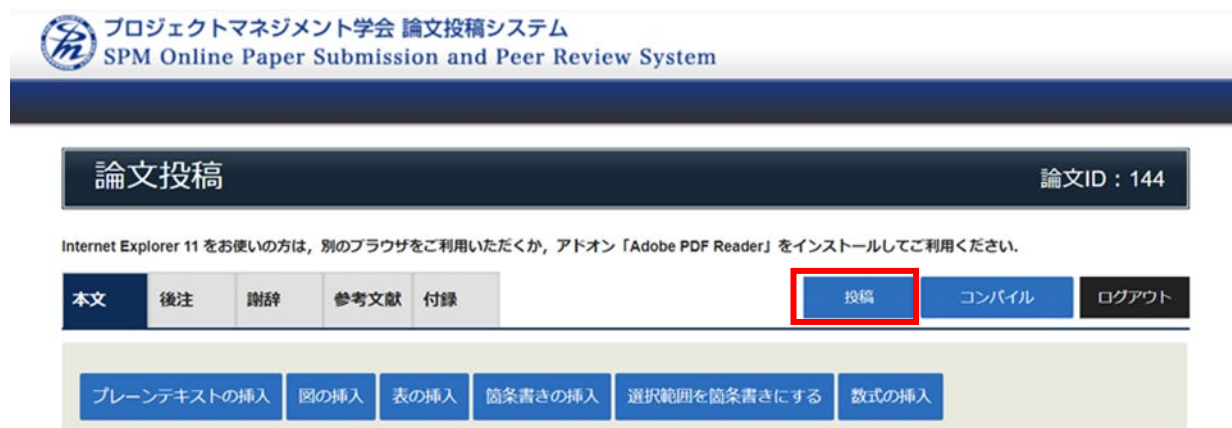 プロジェクトマネジメント学会 論文投稿システム
SPM Online Paper Submission and Peer Review System
論文投稿
論文ID：144
Internet Explorer 11 をお使いの方は，別のブラウザをご利用いただくか，アドオン「Adobe PDF Reader」をインストールしてご利用ください．
本文 後注 謝辞 参考文献 付録 投稿 コンパイル ログアウト
プレーンテキストの挿入 図の挿入 表の挿入 箇条書きの挿入 選択範囲を箇条書きにする 数式の挿入